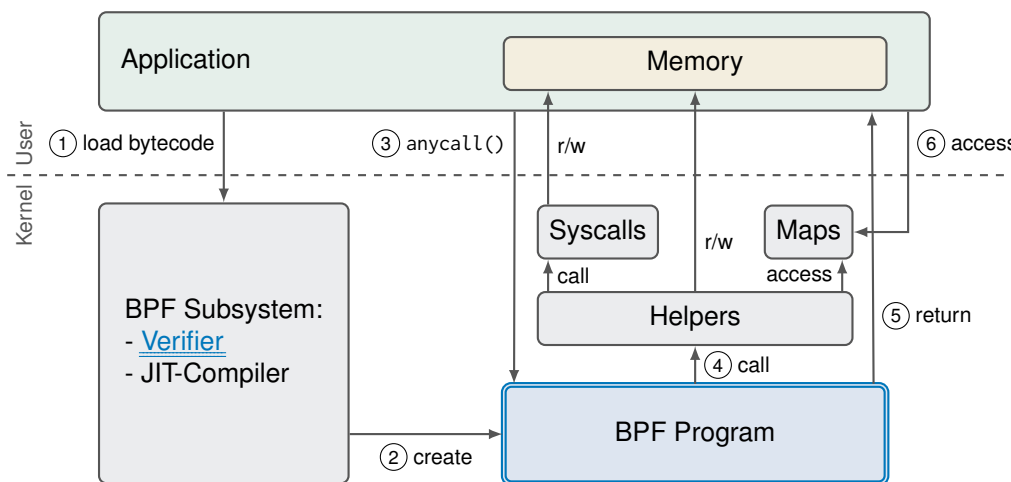 Application
Memory
① load bytecode
③ anycall()
r/w
⑥ access
User
Kernel
Syscalls
Maps
r/w
call
access
BPF Subsystem:
- Verifier
- JIT-Compiler
Helpers
⑤ return
④ call
BPF Program
② create